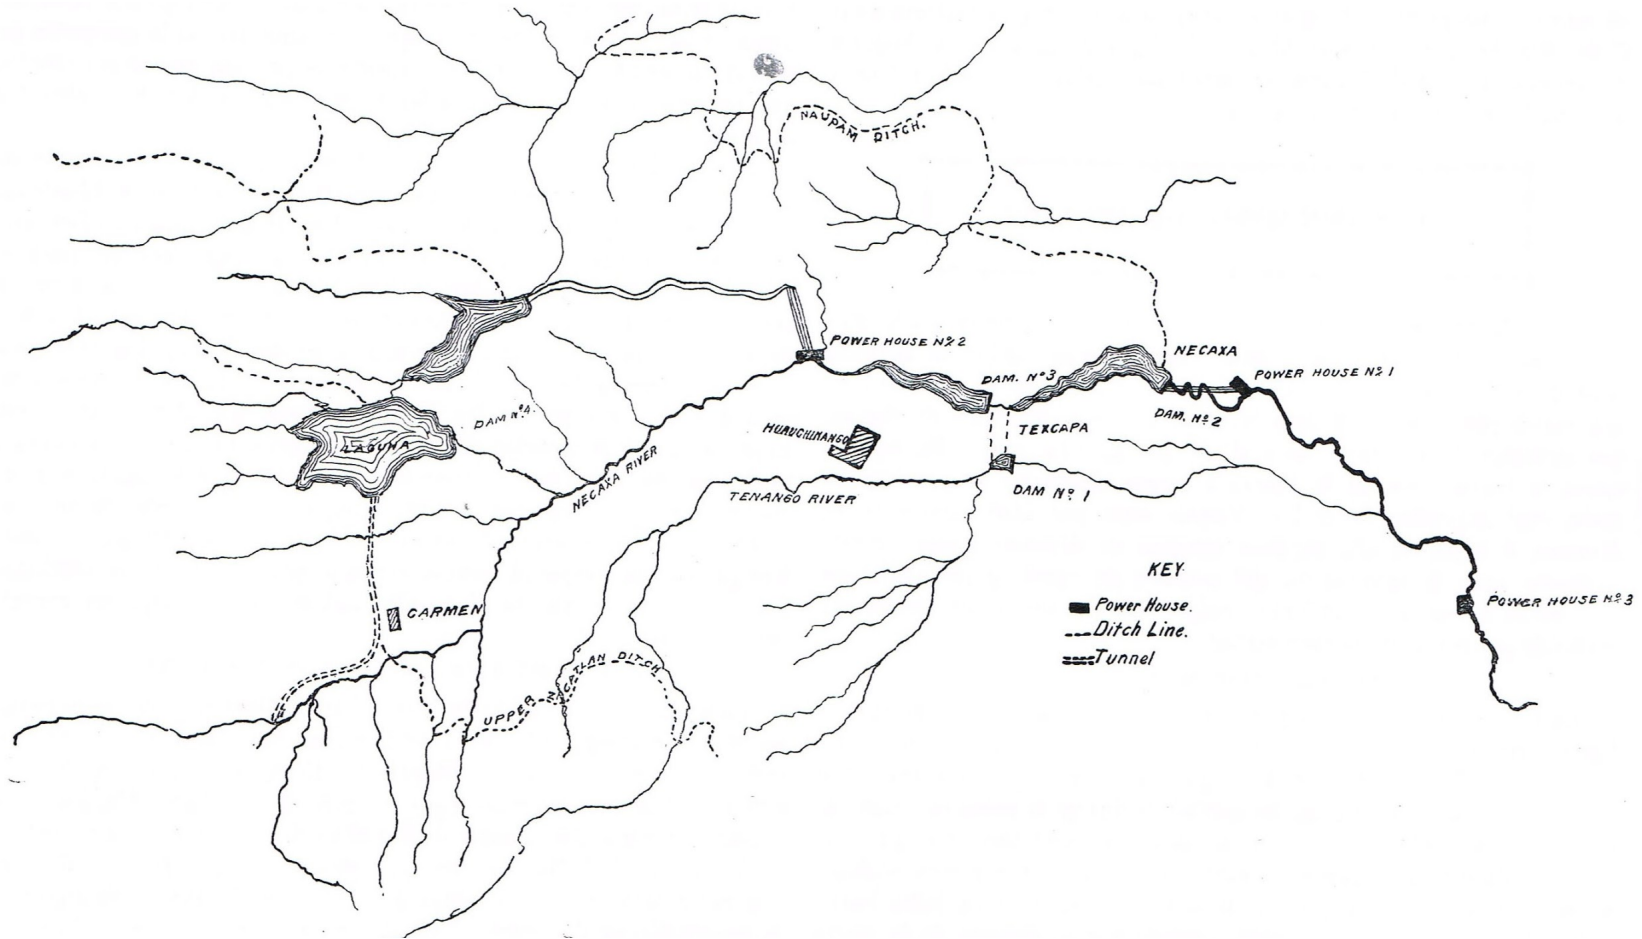 NAUPAM DITCH.
POWER HOUSE Nº 2
NECAXA
DAM. Nº 3
POWER HOUSE Nº 1
DAM. Nº 2
DAM Nº 4.
HURUCHINANGO
TEXCAPA
LAGUNA
NECAXA RIVER
TENANGO RIVER
DAM Nº 1
KEY
Power House.
Ditch Line.
Tunnel
POWER HOUSE Nº 3
CARMEN
UPPER ZACATLAN DITCH